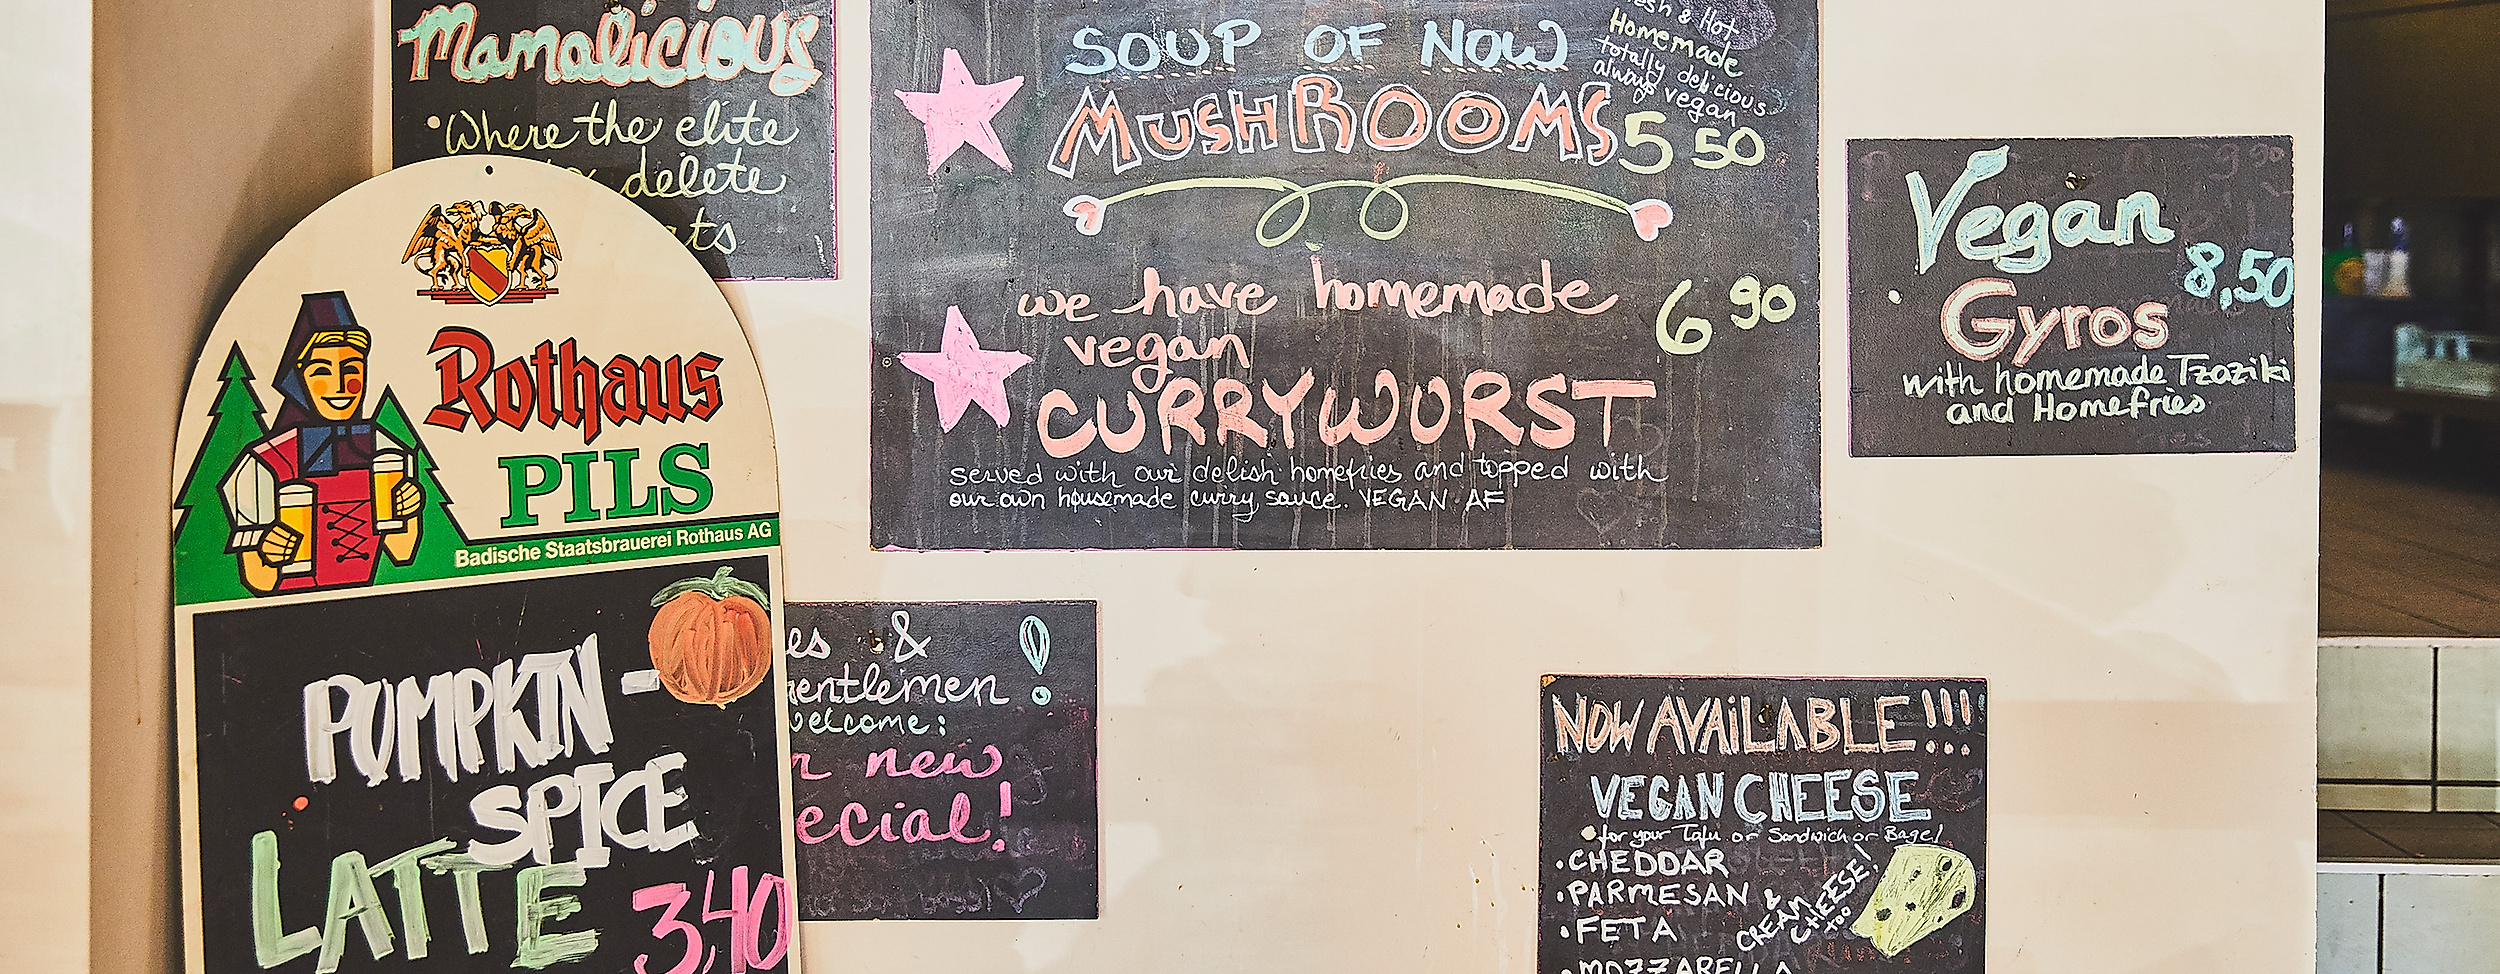 Mamalicious
Where the elite
delete
SOUP OF NOW
& Hot
Homemade
totally delicious
always vegan
MUSHROOMS 5 50
we have homemade
vegan
6 90
CURRYWURST
served with our delish homefries and topped with
our own housemade curry sauce. VEGAN AF
Vegan
8,50
Gyros
with homemade Tzaziki
and Homefries
Rothaus
PILS
Badische Staatsbrauerei Rothaus AG
PUMPKIN-
SPICE
LATTE
3,40
& !
new
NOW AVAILABLE!!!
VEGAN CHEESE
for your Tofu or Sandwich or Bagel
•CHEDDAR
•PARMESAN
•FETA
•MOZZARELLA
& CREAM
CHEESE!
too